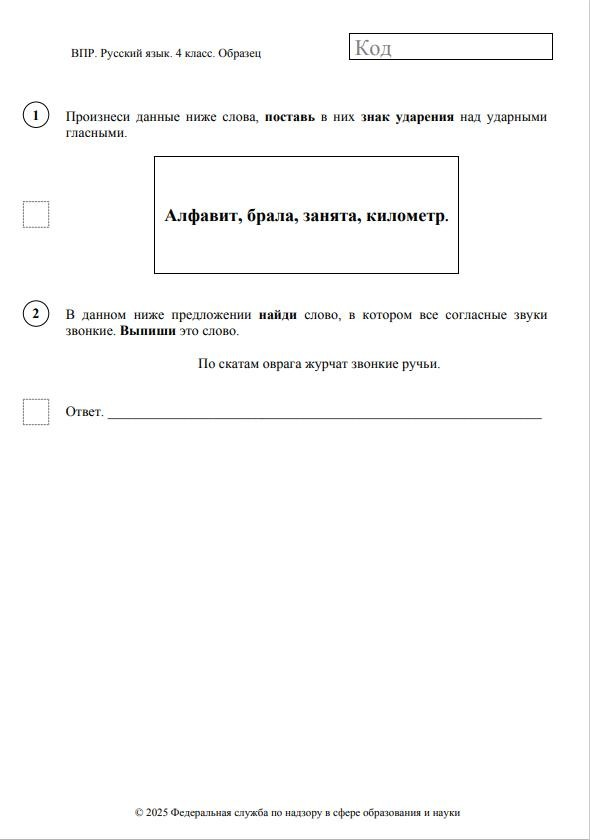 ВПР. Русский язык. 4 класс. Образец
Код
1
Произнеси данные ниже слова, поставь в них знак ударения над ударными
гласными.
Алфавит, брала, занята, километр.
2
В данном ниже предложении найди слово, в котором все согласные звуки
звонкие. Выпиши это слово.
По скатам оврага журчат звонкие ручьи.
Ответ. ______________________________________________________________
© 2025 Федеральная служба по надзору в сфере образования и науки